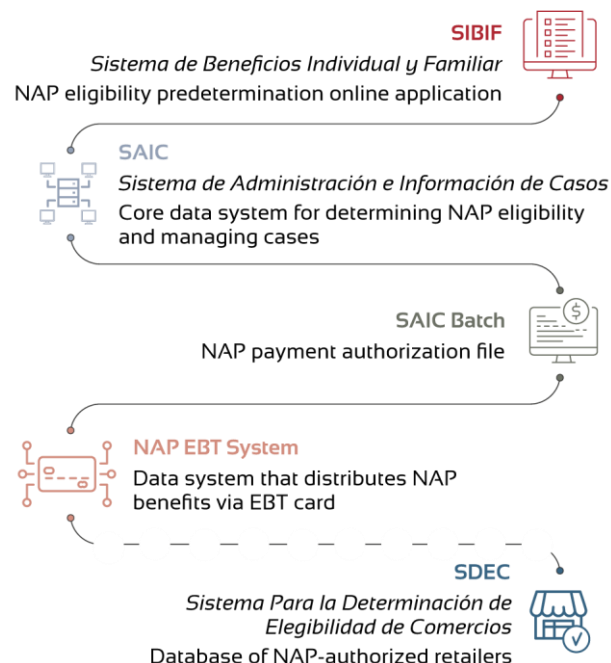 SIBIF
Sistema de Beneficios Individual y Familiar
NAP eligibility predetermination online application
SAIC
Sistema de Administración e Información de Casos
Core data system for determining NAP eligibility
and managing cases
SAIC Batch
NAP payment authorization file
$
NAP EBT System
Data system that distributes NAP
benefits via EBT card
SDEC
Sistema Para la Determinación de
Elegibilidad de Comercios
Database of NAP-authorized retailers